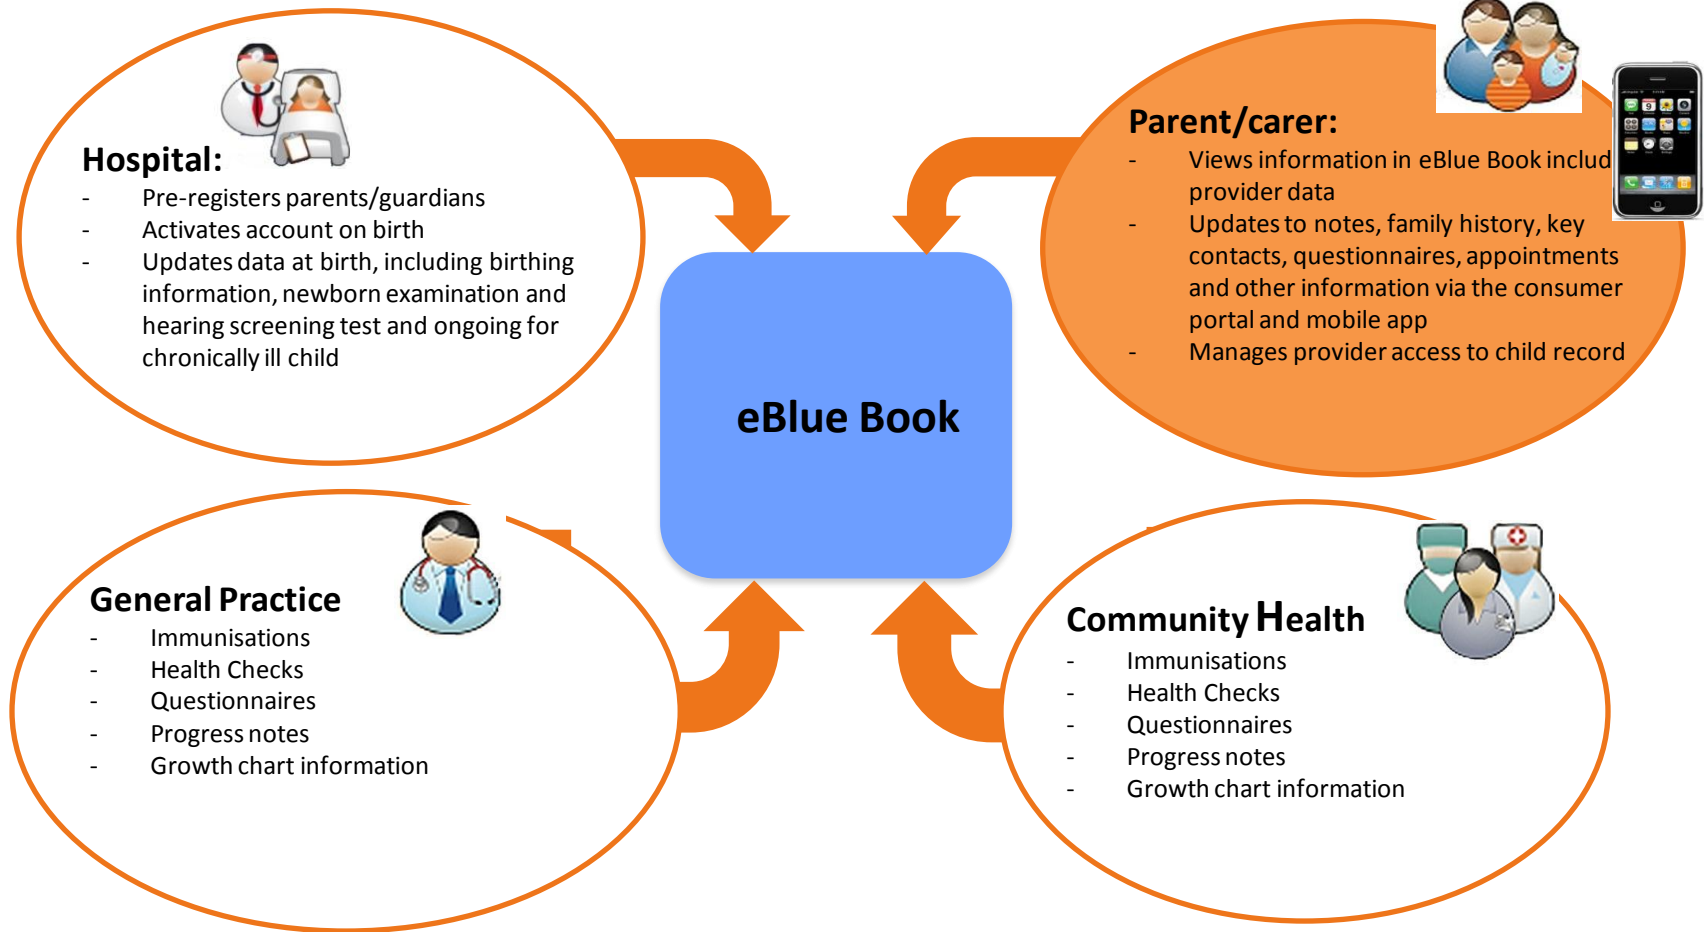 Hospital:
- Pre-registers parents/guardians
- Activates account on birth
- Updates data at birth, including birthing
information, newborn examination and
hearing screening test and ongoing for
chronically ill child
Parent/carer:
- Views information in eBlue Book includ
provider data
- Updates to notes, family history, key
contacts, questionnaires, appointments
and other information via the consumer
portal and mobile app
- Manages provider access to child record
eBlue Book
General Practice
- Immunisations
- Health Checks
- Questionnaires
- Progress notes
- Growth chart information
Community Health
- Immunisations
- Health Checks
- Questionnaires
- Progress notes
- Growth chart information